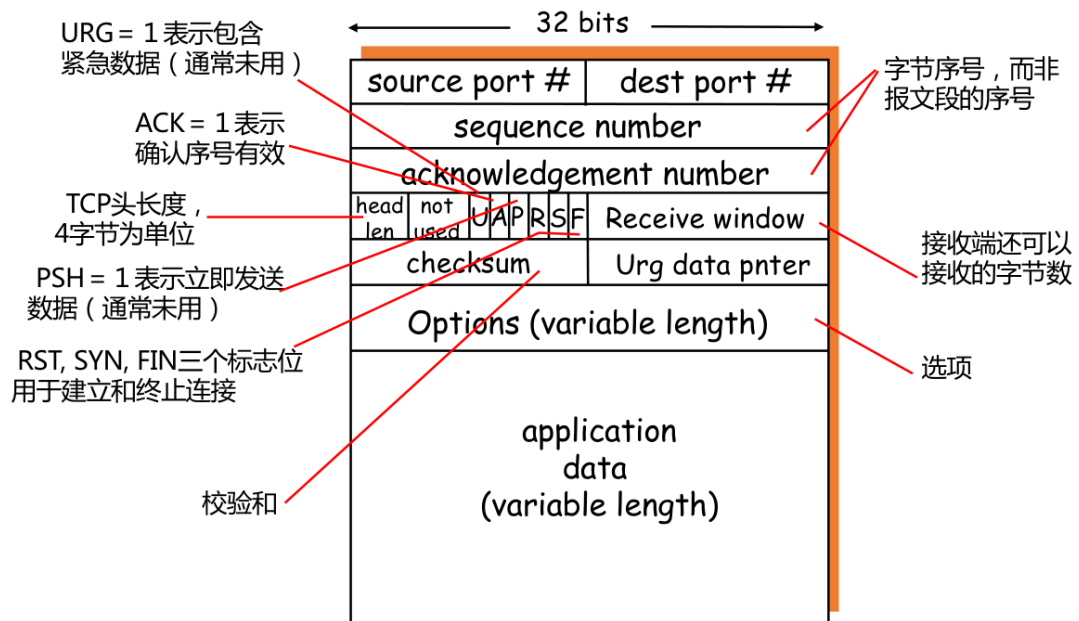 32 bits
URG = 1 表示包含
紧急数据（通常未用）
ACK = 1 表示
确认序号有效
TCP头长度，
4字节为单位
PSH = 1 表示立即发送
数据（通常未用）
RST, SYN, FIN三个标志位
用于建立和终止连接
校验和
source port #
dest port #
sequence number
acknowledgement number
head
len
not
used
U
A
P
R
S
F
Receive window
checksum
Urg data pnter
Options (variable length)
application
data
(variable length)
字节序号，而非
报文段的序号
接收端还可以
接收的字节数
选项